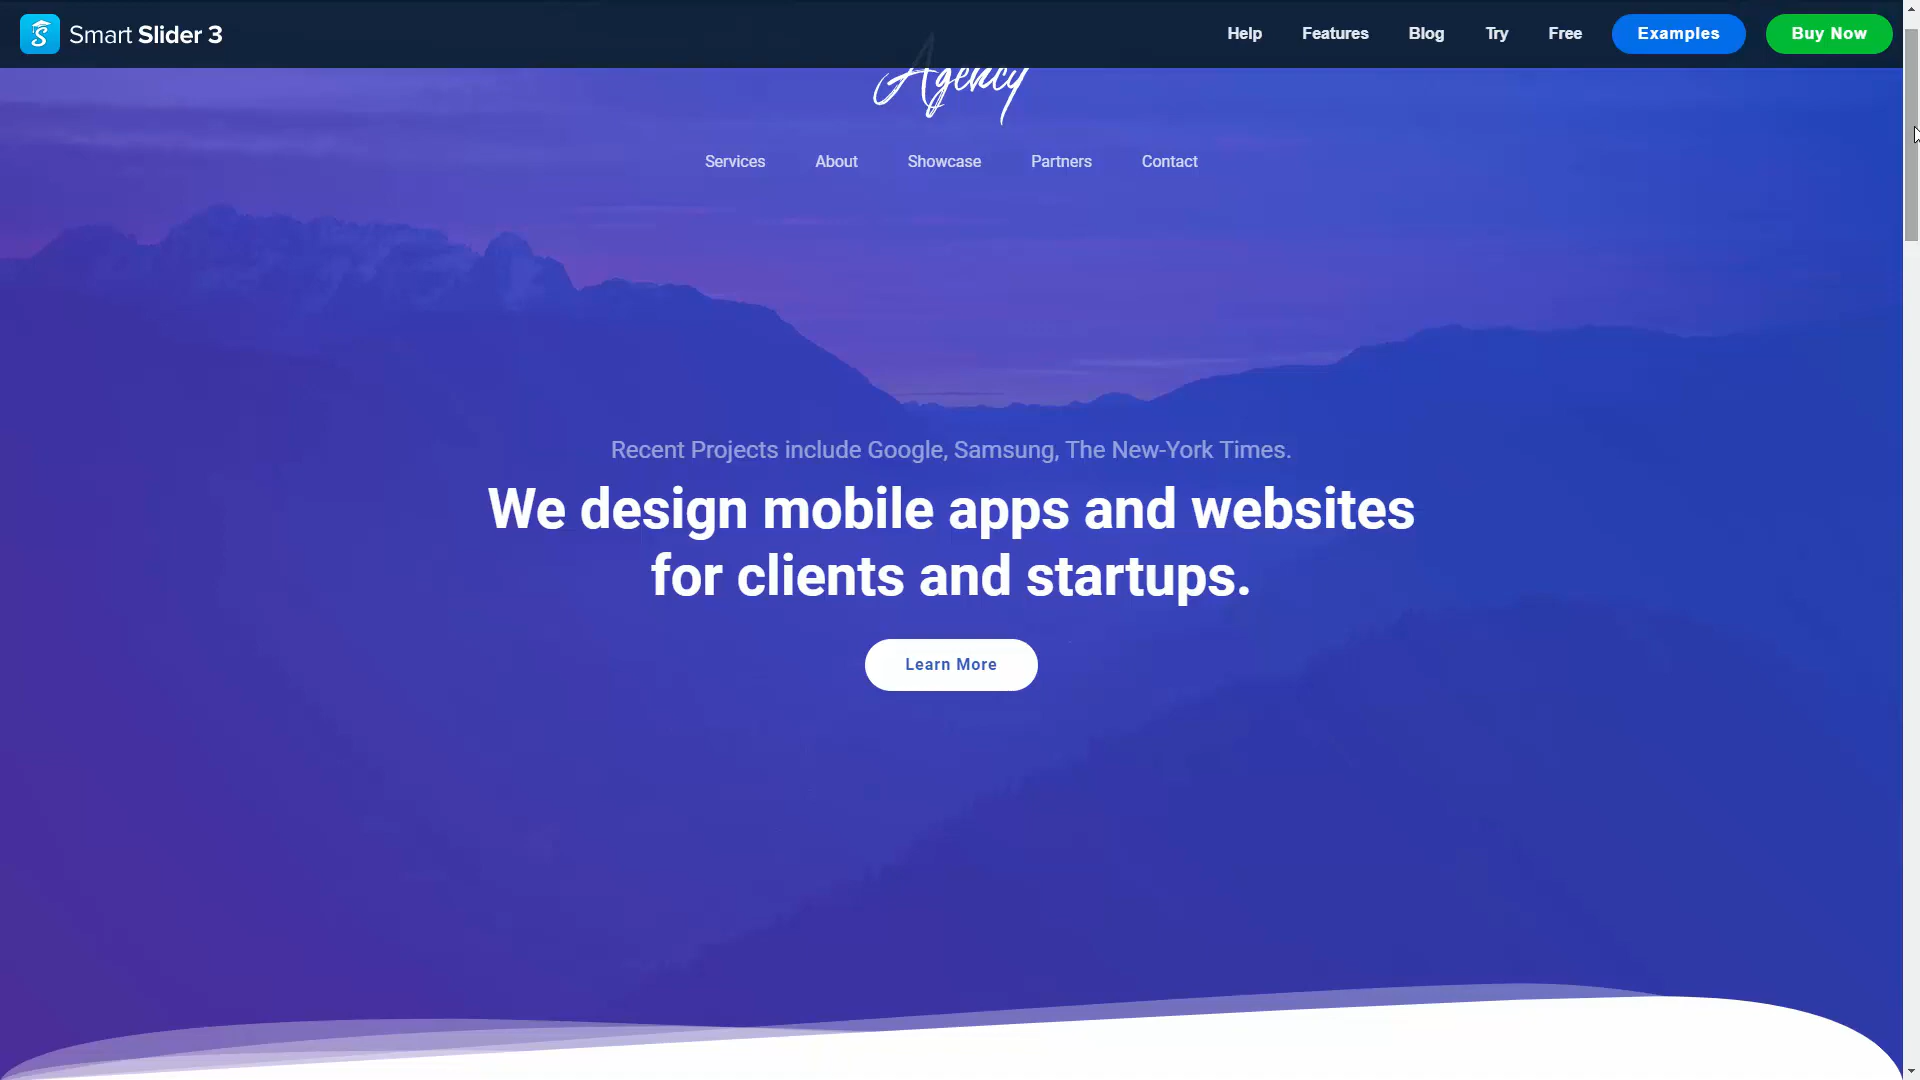 Smart Slider 3
Help Features Blog Try Free Examples Buy Now
Agency
Services About Showcase Partners Contact
Recent Projects include Google, Samsung, The New-York Times.
We design mobile apps and websites
for clients and startups.
Learn More